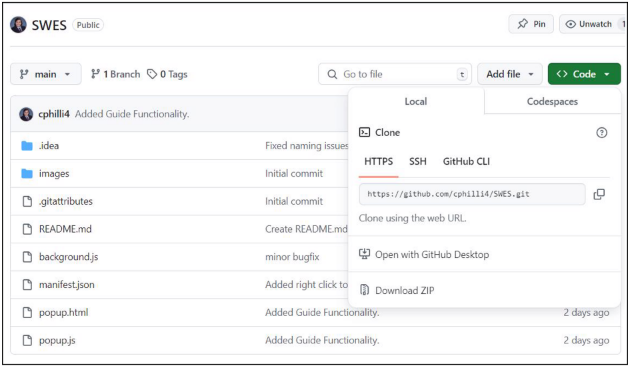 SWES Public Pin Unwatch 1
main 1 Branch 0 Tags Go to file t Add file <> Code
Local Codespaces
cphilli4 Added Guide Functionality.
Clone
.idea Fixed naming issues
HTTPS SSH GitHub CLI
images Initial commit
https://github.com/cphilli4/SWES.git
.gitattributes Initial commit
Clone using the web URL.
README.md Create README.md
Open with GitHub Desktop
background.js minor bugfix
manifest.json Added right click to
Download ZIP
popup.html Added Guide Functionality. 2 days ago
popup.js Added Guide Functionality. 2 days ago